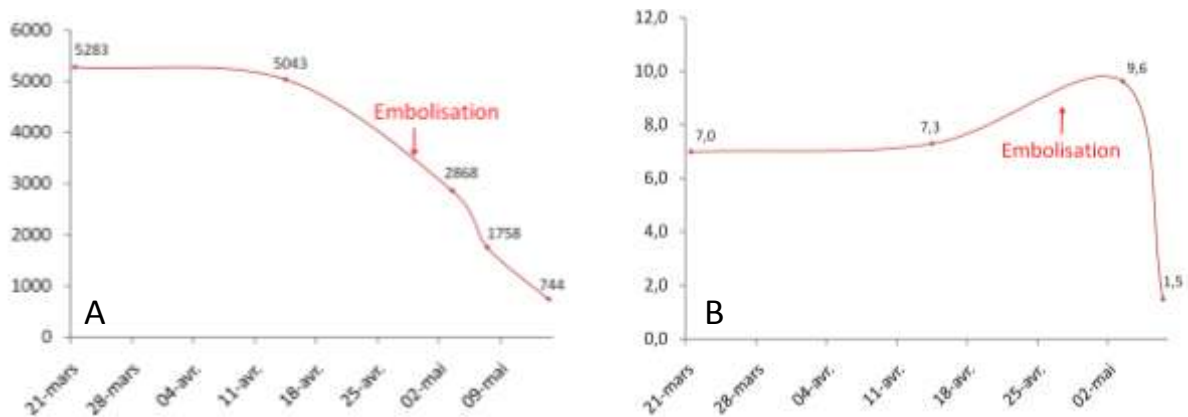 6000
5000
4000
3000
2000
1000
0
5283
5043
Embolisation
2868
1758
744
A
21-mars
28-mars
04-avr.
11-avr.
18-avr.
25-avr.
02-mai
09-mai
12,0
10,0
8,0
6,0
4,0
2,0
0,0
7,0
7,3
9,6
Embolisation
1,5
B
21-mars
28-mars
04-avr.
11-avr.
18-avr.
25-avr.
02-mai